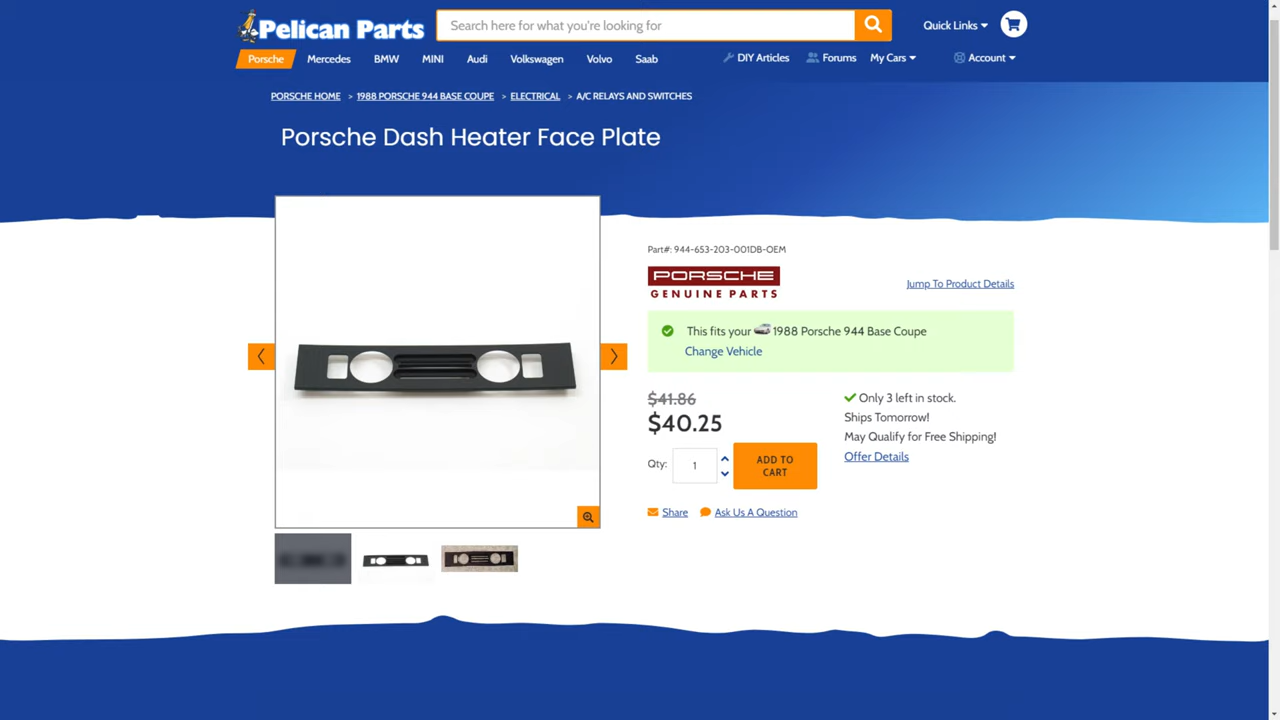 Pelican Parts
Search here for what you're looking for
Quick Links
Porsche Mercedes BMW MINI Audi Volkswagen Volvo Saab
DIY Articles Forums My Cars Account
PORSCHE HOME > 1988 PORSCHE 944 BASE COUPE > ELECTRICAL > A/C RELAYS AND SWITCHES
Porsche Dash Heater Face Plate
Part#: 944-653-203-001DB-OEM
PORSCHE
GENUINE PARTS
Jump To Product Details
This fits your 1988 Porsche 944 Base Coupe
Change Vehicle
$41.86
$40.25
Only 3 left in stock.
Ships Tomorrow!
May Qualify for Free Shipping!
Offer Details
Qty: 1
ADD TO
CART
Share Ask Us A Question